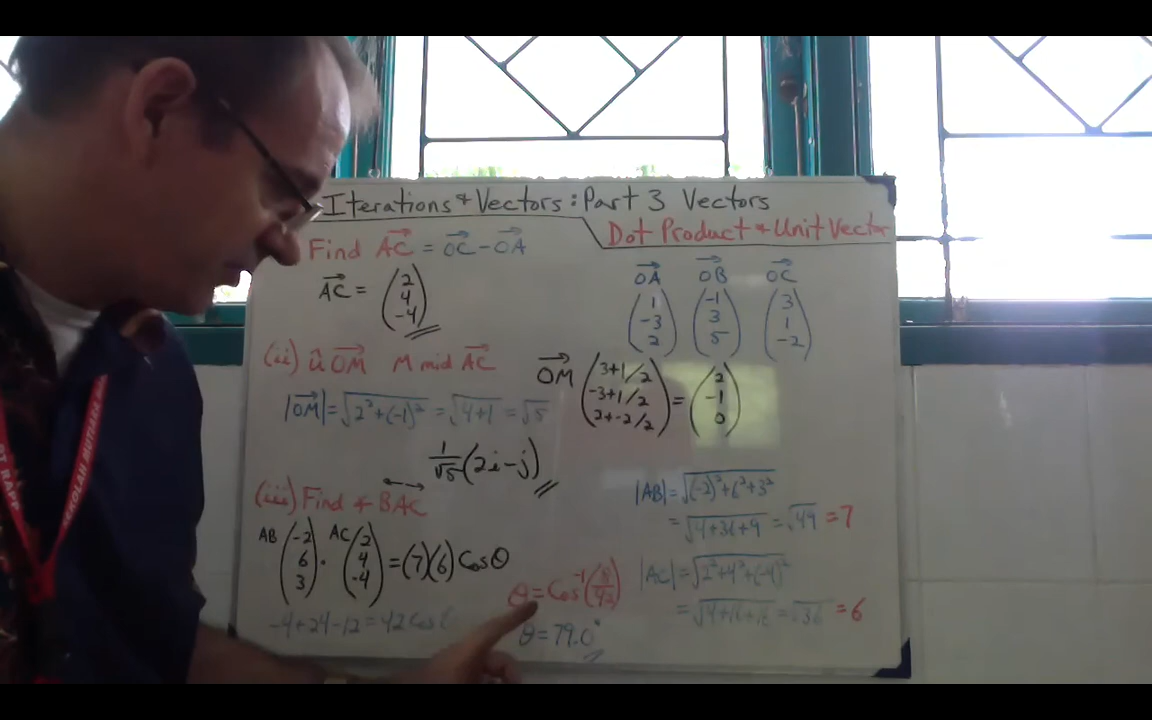 Iterations & Vectors: Part 3 Vectors
Dot Product & Unit Vector
Find AC→ = OC→ - OA→
AC→ = (2 4 -4)
OA→ OB→ OC→
(1 -3 2) (-1 3 5) (3 1 -2)
(ii) û OM→ M mid AC→
OM→ (3+1/2 -3+1/2 2+-2/2) = (2 -1 0)
|OM→| = √2²+(-1)² = √4+1 = √5
1/√5 (2i-j)
(iii) Find ∢ BAC
AB (-2 6 3) · AC (2 4 -4) = (7)(6) Cosθ
-4+24-12 = 42 cos
θ = Cos⁻¹(8/42)
θ = 79.0°
|AB| = √(-2)²+6²+3²
= √4+36+9 = √49 = 7
|AC| = √2²+4²+(-4)²
= √4+16+16 = √36 = 6